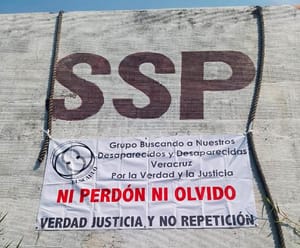 SSP
Grupo Buscando a Nuestros
Desaparecidos y Desaparecidas
Veracruz
Por la Verdad y la Justicia
NI PERDÓN NI OLVIDO
VERDAD JUSTICIA Y NO REPETICIÓN